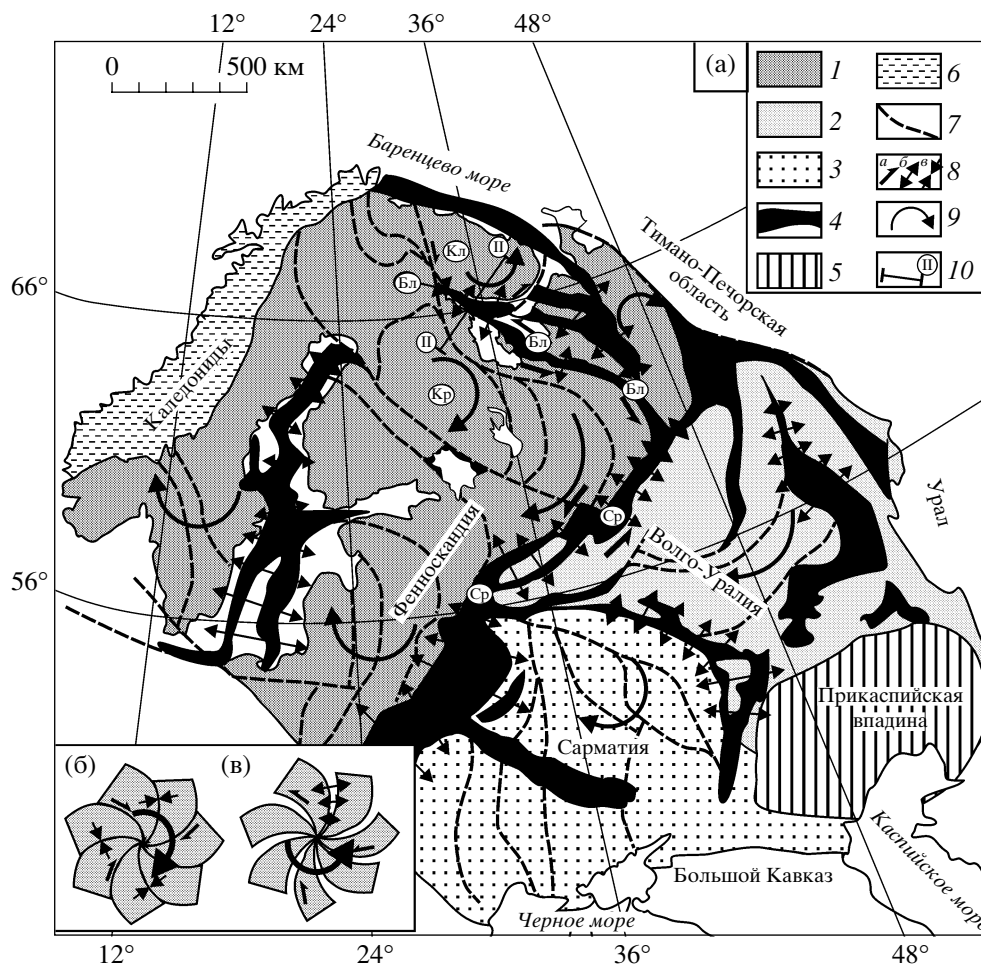 12° 24° 36° 48°
0 500 км
(а)
1 6
2 7
3 а б в 8
4 9
5 II 10
Баренцево море
Тимано-Печорская
область
Кл II
Бл
66°
II Бл
Каледониды
Кр Бл
Урал
Ср
Волго-Уралия
Фенноскандия
56°
Ср
Прикаспийская
впадина
Сарматия
(б) (в)
Каспийское море
Большой Кавказ
Черное море
12° 24° 36° 48°